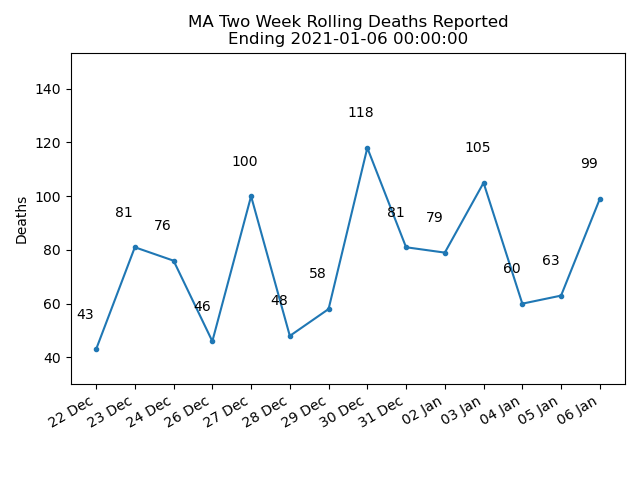 MA Two Week Rolling Deaths Reported
Ending 2021-01-06 00:00:00
Deaths
140
120
100
80
60
40
43
81
76
46
100
48
58
118
81
79
105
60
63
99
22 Dec
23 Dec
24 Dec
26 Dec
27 Dec
28 Dec
29 Dec
30 Dec
31 Dec
02 Jan
03 Jan
04 Jan
05 Jan
06 Jan